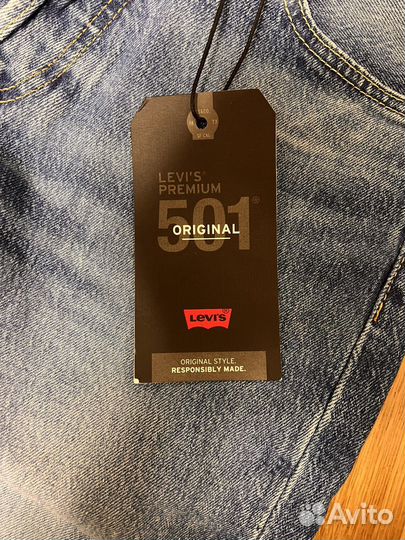 LEVI'S®
PREMIUM
501®
ORIGINAL
Levi's®
ORIGINAL STYLE.
RESPONSIBLY MADE.
Avito